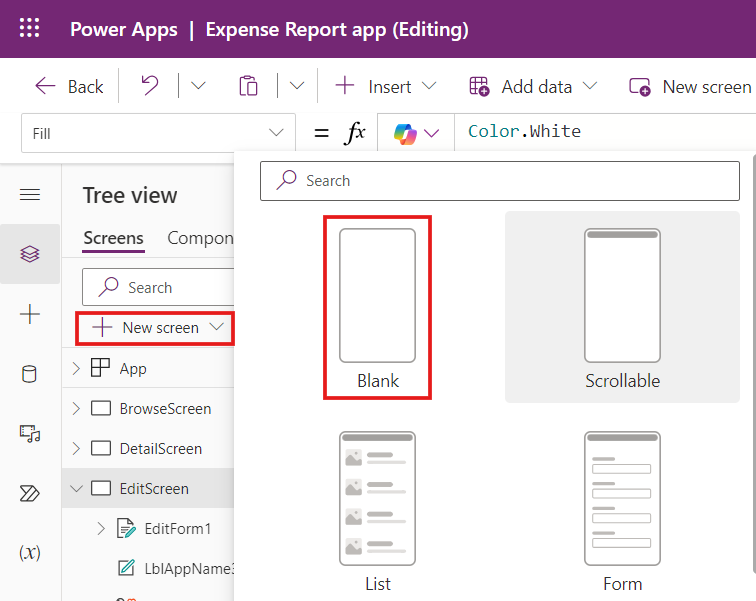 Power Apps | Expense Report app (Editing)
Back Insert Add data New screen
Fill = fx Color.White
Tree view
Screens Compon
Search
New screen
App
BrowseScreen
DetailScreen
EditScreen
EditForm1
LblAppName3
(x)
Search
Blank Scrollable
List Form